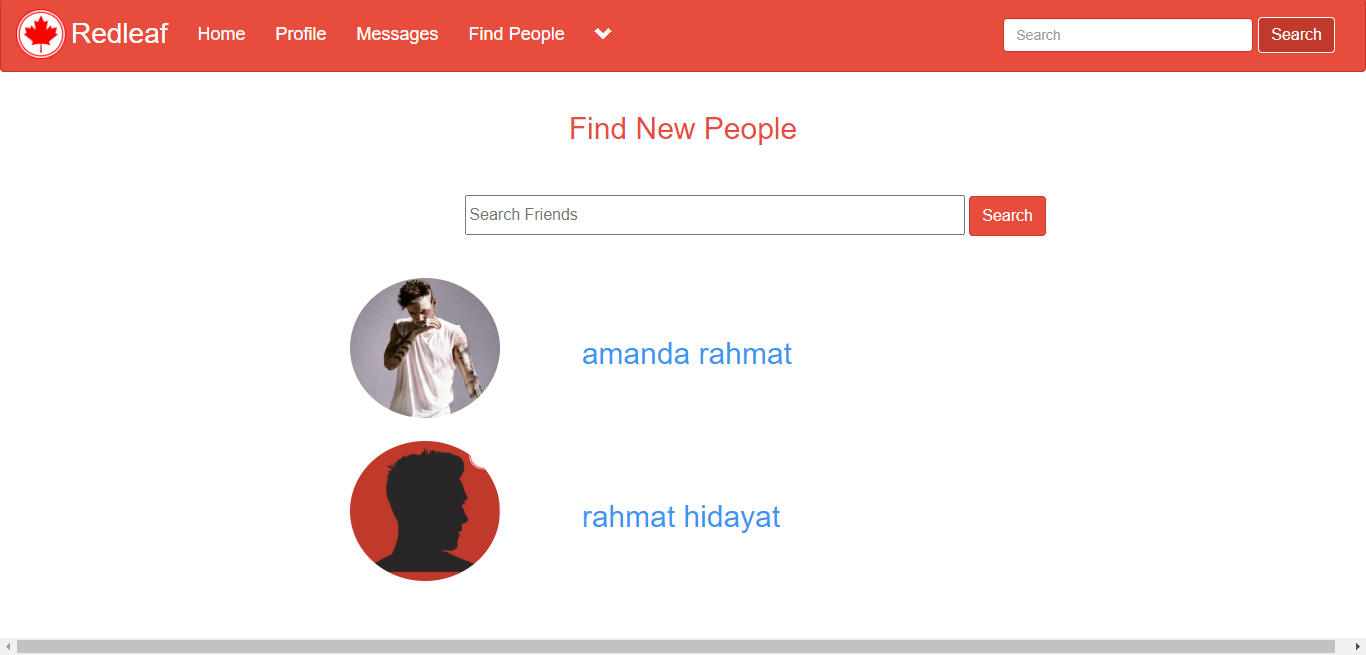 Redleaf Home Profile Messages Find People Search Search
Find New People
Search Friends Search
amanda rahmat
rahmat hidayat